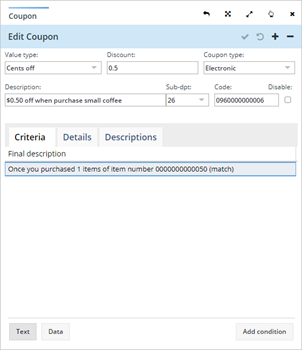 Coupon
Edit Coupon
Value type: Discount: Coupon type:
Cents off 0.5 Electronic
Description: Sub-dpt: Code: Disable:
$0.50 off when purchase small coffee 26 0960000000006
Criteria Details Descriptions
Final description
Once you purchased 1 items of item number 0000000000050 (match)
Text Data Add condition